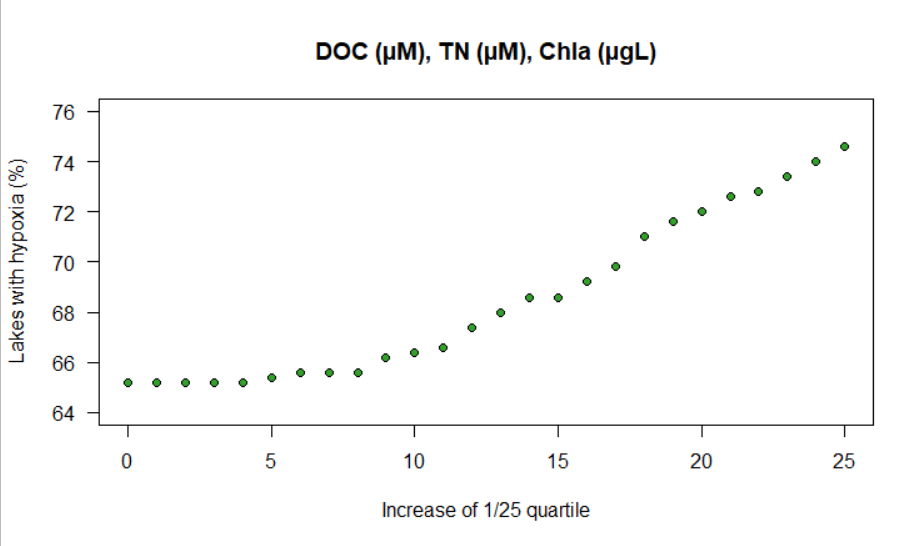 DOC (µM), TN (µM), Chla (µgL)
Lakes with hypoxia (%)
76
74
72
70
68
66
64
0 5 10 15 20 25
Increase of 1/25 quartile